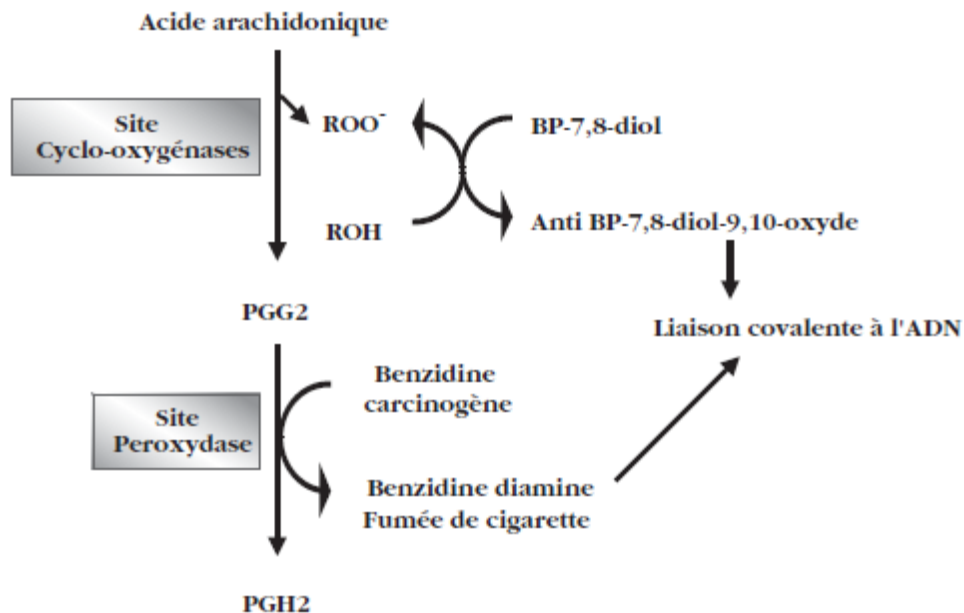 Acide arachidonique
Site
Cyclo-oxygénases
ROO-
BP-7,8-diol
ROH
Anti BP-7,8-diol-9,10-oxyde
PGG2
Liaison covalente à l'ADN
Benzidine
carcinogène
Site
Peroxydase
Benzidine diamine
Fumée de cigarette
PGH2